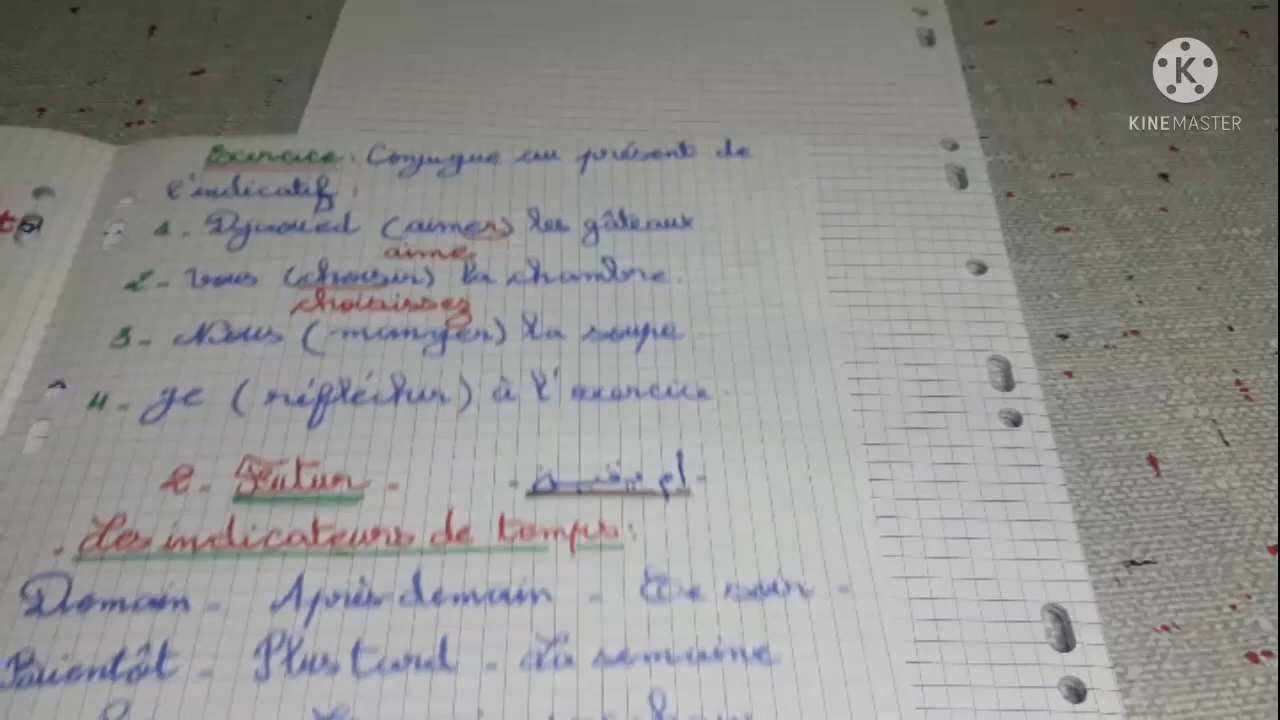 KINEMASTER
Exercice : Conjugue au présent de
l'indicatif :
1 - Djaoued (aimer) les gâteaux
aime
2 - Vous (choisir) la chambre.
choisissez
3 - Nous (manger) la soupe
4 - je (réfléchir) à l'exercice.
Futur -
. Les indicateurs de temps :
Demain - Après demain - Ce soir -
Bientôt - Plus tard - La semaine